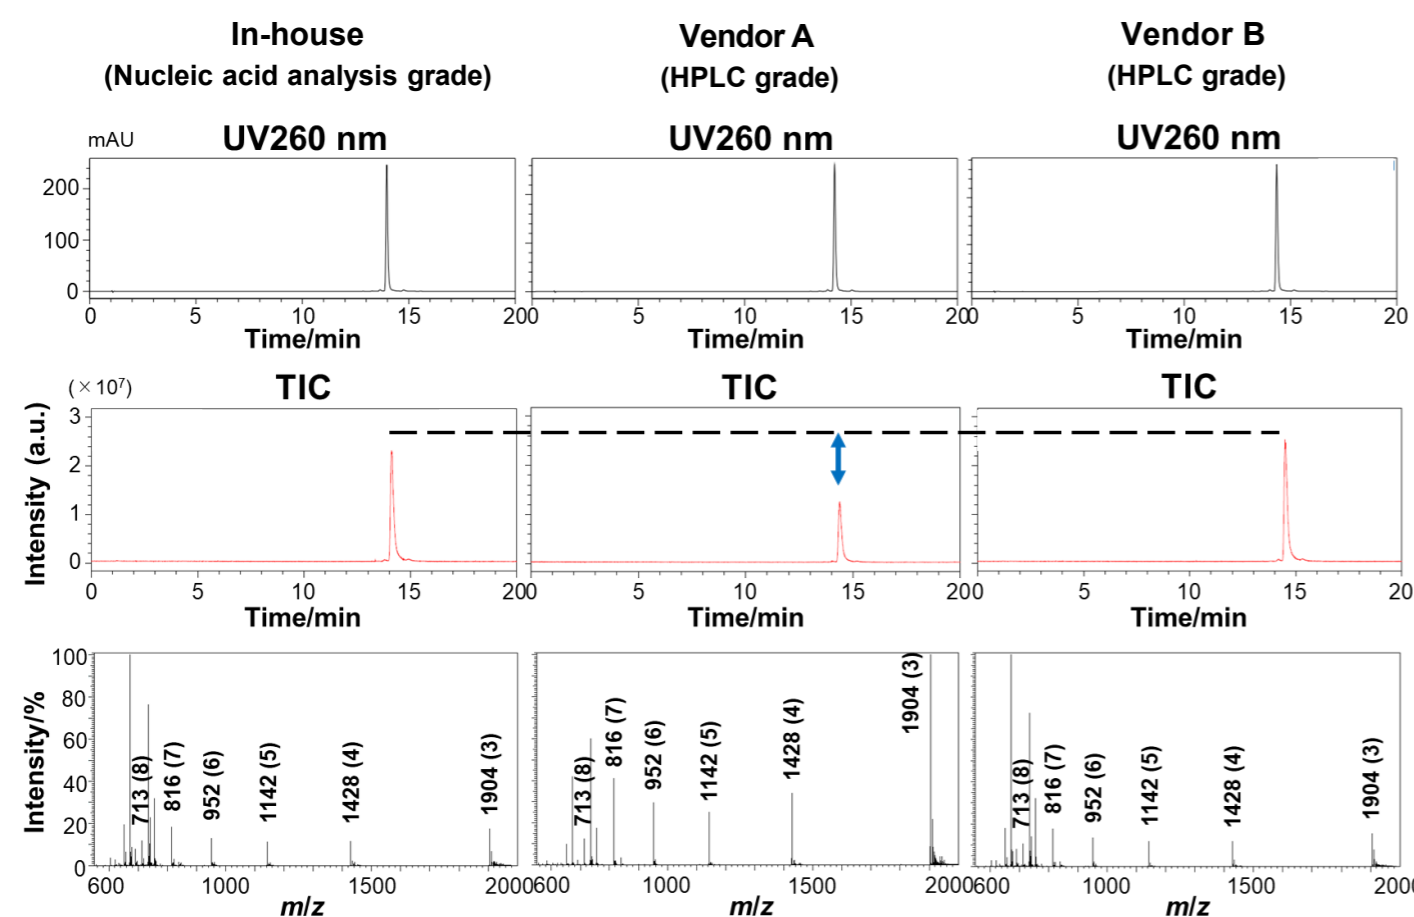 In-house
(Nucleic acid analysis grade)
Vendor A
(HPLC grade)
Vendor B
(HPLC grade)
mAU
UV260 nm
UV260 nm
UV260 nm
200
100
0
0 5 10 15 20
0 5 10 15 20
0 5 10 15 20
Time/min
Time/min
Time/min
(×10⁷)
TIC
TIC
TIC
Intensity (a.u.)
3
2
1
0
0 5 10 15 20
0 5 10 15 20
0 5 10 15 20
Time/min
Time/min
Time/min
Intensity/%
100
80
60
40
20
0
713 (8)
816 (7)
952 (6)
1142 (5)
1428 (4)
1904 (3)
600 1000 1500 2000
m/z
713 (8)
816 (7)
952 (6)
1142 (5)
1428 (4)
1904 (3)
600 1000 1500 2000
m/z
713 (8)
816 (7)
952 (6)
1142 (5)
1428 (4)
1904 (3)
600 1000 1500 2000
m/z